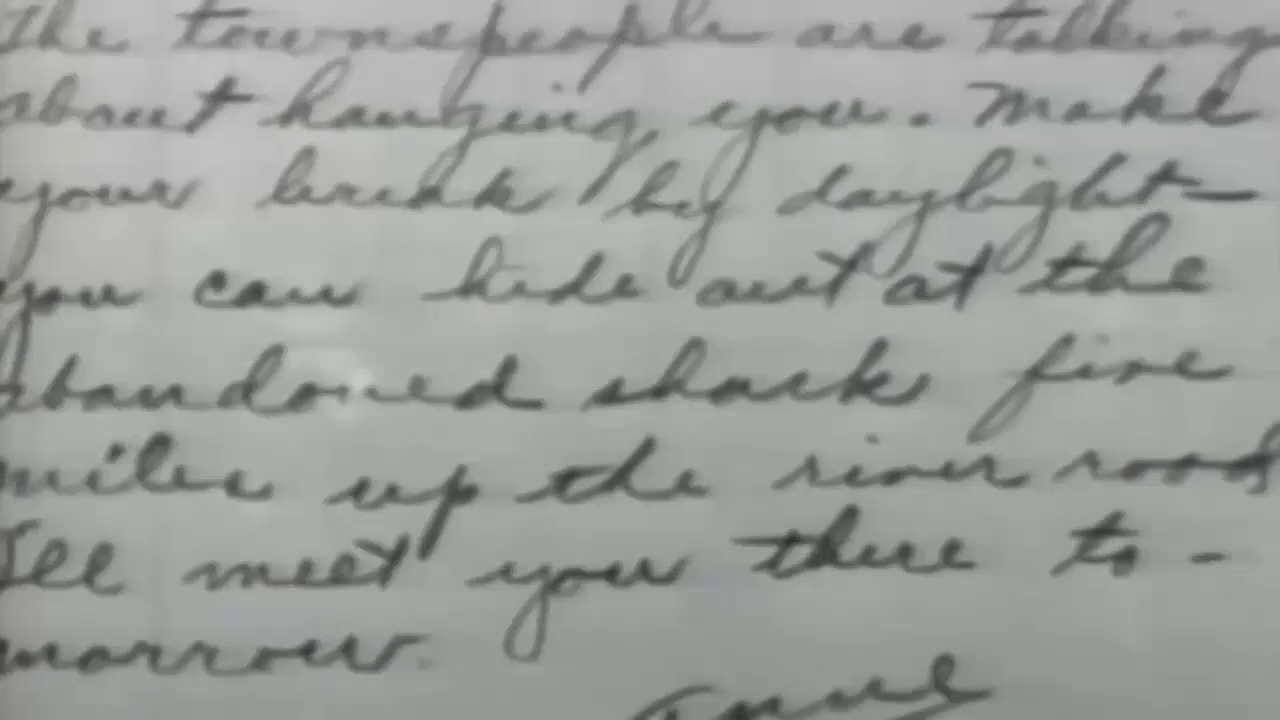 The townspeople are talking
about hanging you. Make
your break by daylight—
you can hide out at the
abandoned shack five
miles up the river road
I'll meet you there to-
morrow.